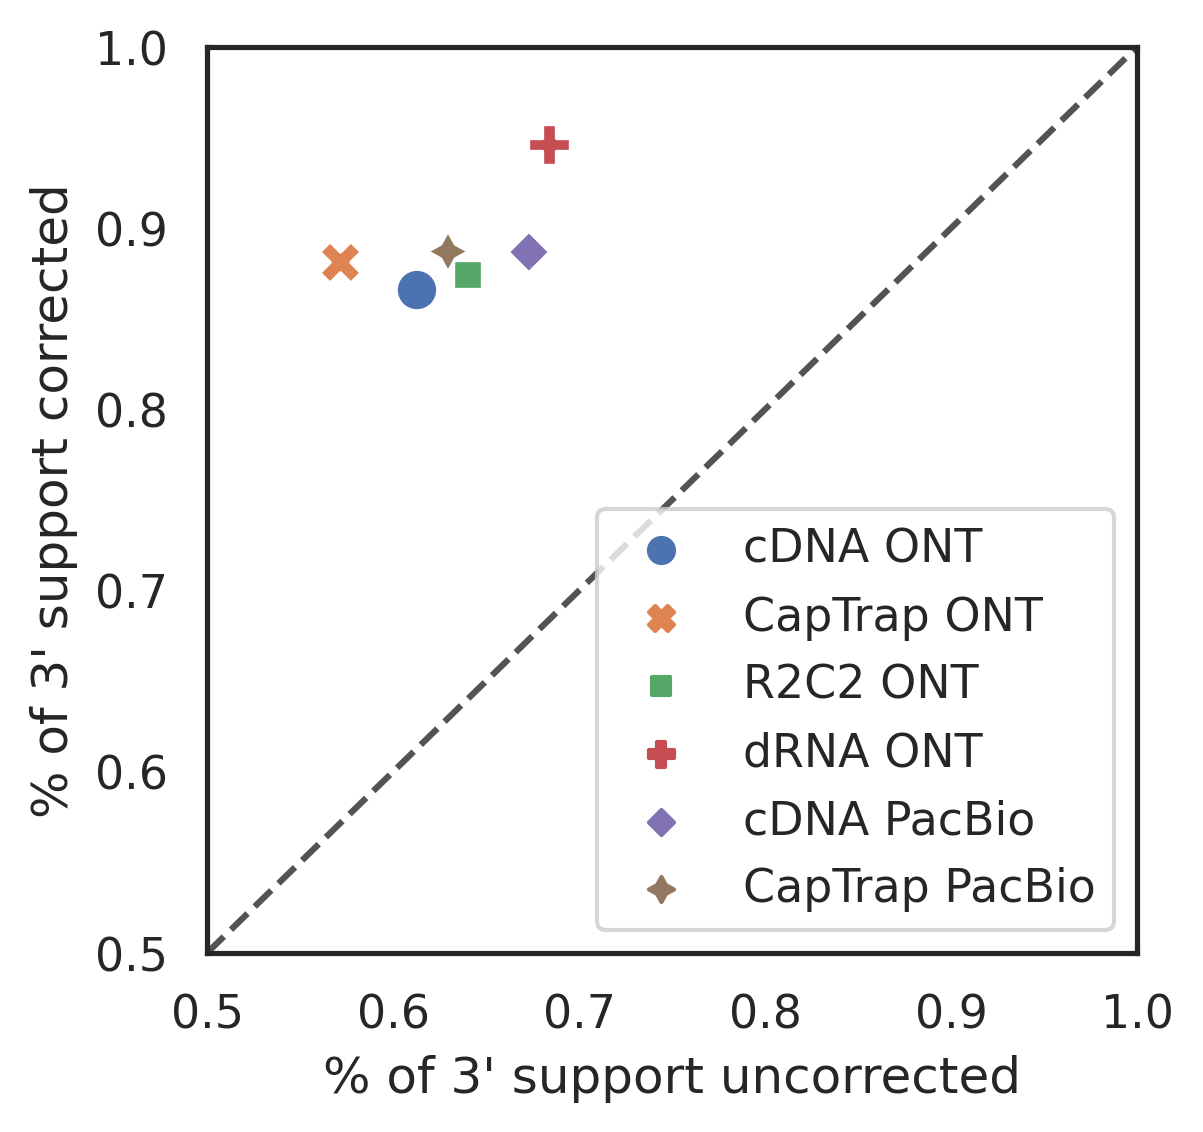 1.0
0.9
0.8
0.7
0.6
0.5
% of 3' support corrected
cDNA ONT
CapTrap ONT
R2C2 ONT
dRNA ONT
cDNA PacBio
CapTrap PacBio
0.5 0.6 0.7 0.8 0.9 1.0
% of 3' support uncorrected